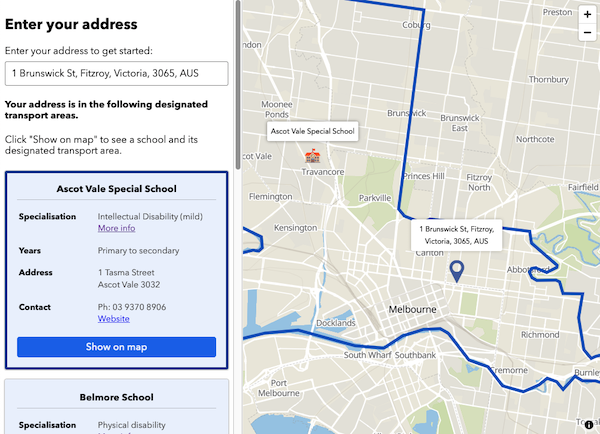 Enter your address
Enter your address to get started:
1 Brunswick St, Fitzroy, Victoria, 3065, AUS
Your address is in the following designated
transport areas.
Click "Show on map" to see a school and its
designated transport area.
Ascot Vale Special School
Specialisation Intellectual Disability (mild)
More info
Years Primary to secondary
Address 1 Tasma Street
Ascot Vale 3032
Contact Ph: 03 9370 8906
Website
Show on map
Belmore School
Specialisation Physical disability
Coburg
Thornbury
Moonee
Ponds
Brunswick
Brunswick
East
Ascot Vale Special School
Northcote
cot Vale
Travancore
Princes Hill
Fitzroy
North
Fairfield
Flemington
Parkville
Kensington
1 Brunswick St, Fitzroy,
Victoria, 3065, AUS
Carlton
Abbotsford
Melbourne
Docklands
Richmond
South Wharf
Southbank
Cremorne
Burnley
Port
Melbourne
+
−